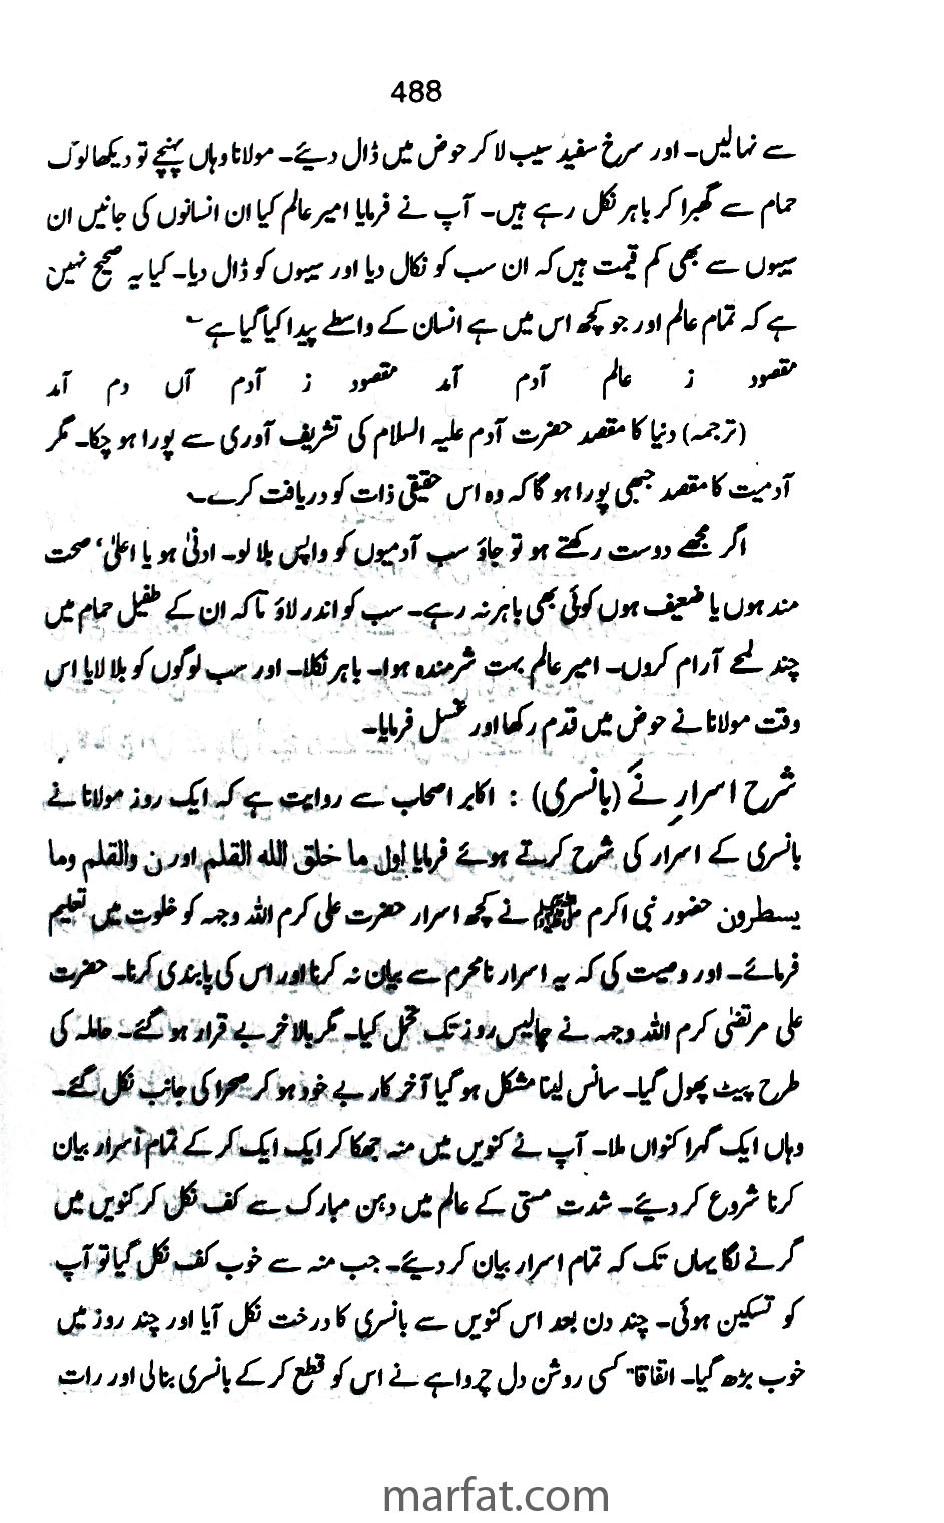 488
سے نہالیں۔ اور سرخ سفید سیب لا کر حوض میں ڈال دیئے۔ مولانا وہاں پہنچے تو دیکھا لوگ
حمام سے گھبرا کر باہر نکل رہے ہیں۔ آپ نے فرمایا امیر عالم کیا ان انسانوں کی جانیں ان
سیبوں سے بھی کم قیمت ہیں کہ ان سب کو نکال دیا اور سیبوں کو ڈال دیا۔ کیا یہ صحیح نہیں
ہے کہ تمام عالم اور جو کچھ اس میں ہے انسان کے واسطے پیدا کیا گیا ہے ؎
مقصود ز عالم آدم آمد مقصود ز آدم آں دم آمد
(ترجمہ) دنیا کا مقصد حضرت آدم علیہ السلام کی تشریف آوری سے پورا ہو چکا۔ مگر
آدمیت کا مقصد جبھی پورا ہو گا کہ وہ اس حقیقی ذات کو دریافت کرے۔
اگر مجھے دوست رکھتے ہو تو جاؤ سب آدمیوں کو واپس بلا لو۔ ادنیٰ ہو یا اعلیٰ، صحت
مند ہوں یا ضعیف ہوں کوئی بھی باہر نہ رہے۔ سب کو اندر لاؤ تاکہ ان کے طفیل حمام میں
چند لمحے آرام کروں۔ امیر عالم بہت شرمندہ ہوا۔ باہر نکلا۔ اور سب لوگوں کو بلا لایا اس
وقت مولانا نے حوض میں قدم رکھا اور غسل فرمایا۔
شرح اسرارِ نَے (بانسری) : اکابر اصحاب سے روایت ہے کہ ایک روز مولانا نے
بانسری کے اسرار کی شرح کرتے ہوئے فرمایا اول ما خلق الله القلم اور ن والقلم وما
یسطرون حضور نبی اکرم ﷺ نے کچھ اسرار حضرت علی کرم اللہ وجہہ کو خلوت میں تعلیم
فرمائے۔ اور وصیت کی کہ یہ اسرار نامحرم سے بیان نہ کرنا اور اس کی پابندی کرنا۔ حضرت
علی مرتضیٰ کرم اللہ وجہہ نے چالیس روز تک تحمل کیا۔ مگر بالاخر بے قرار ہو گئے۔ حاملہ کی
طرح پیٹ پھول گیا۔ سانس لینا مشکل ہو گیا آخر کار بے خود ہو کر صحرا کی جانب نکل گئے۔
وہاں ایک گہرا کنواں ملا۔ آپ نے کنویں میں منہ جھکا کر ایک ایک کر کے تمام اسرار بیان
کرنا شروع کر دیئے۔ شدت مستی کے عالم میں دہن مبارک سے کف نکل کر کنویں میں
گرنے لگا یہاں تک کہ تمام اسرار بیان کر دیئے۔ جب منہ سے خوب کف نکل گیا تو آپ
کو تسکین ہوئی۔ چند دن بعد اس کنویں سے بانسری کا درخت نکل آیا اور چند روز میں
خوب بڑھ گیا۔ اتفاقاً کسی روشن دل چرواہے نے اس کو قطع کر کے بانسری بنا لی اور رات
marfat.com